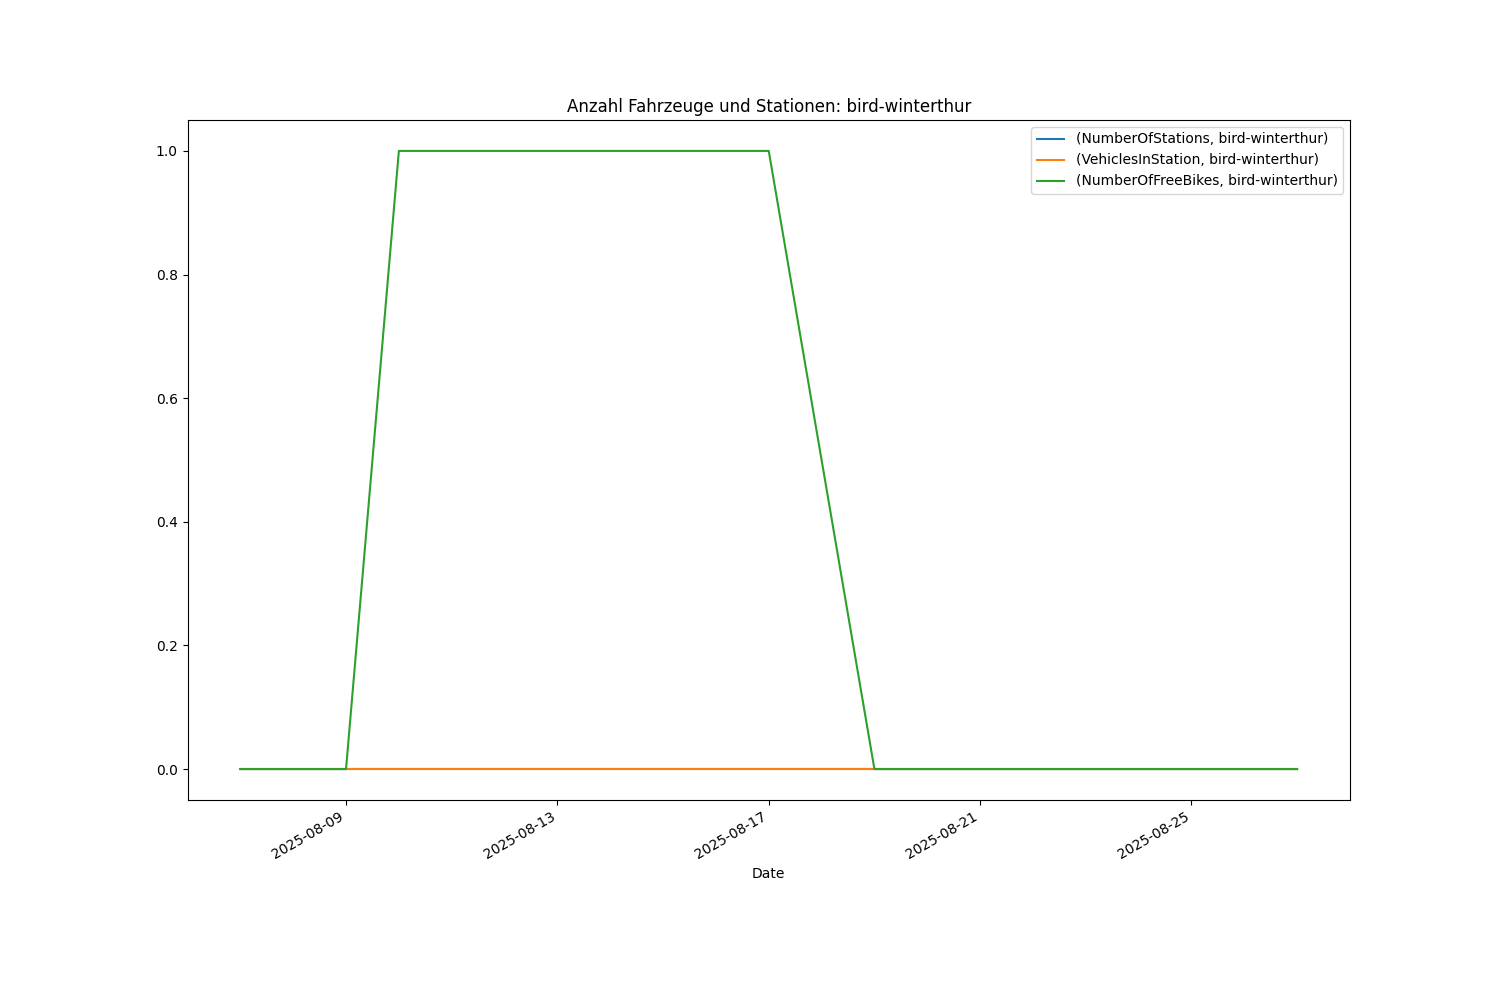 Anzahl Fahrzeuge und Stationen: bird-winterthur
(NumberOfStations, bird-winterthur)
(VehiclesInStation, bird-winterthur)
(NumberOfFreeBikes, bird-winterthur)
1.0
0.8
0.6
0.4
0.2
0.0
2025-08-09
2025-08-13
2025-08-17
2025-08-21
2025-08-25
Date